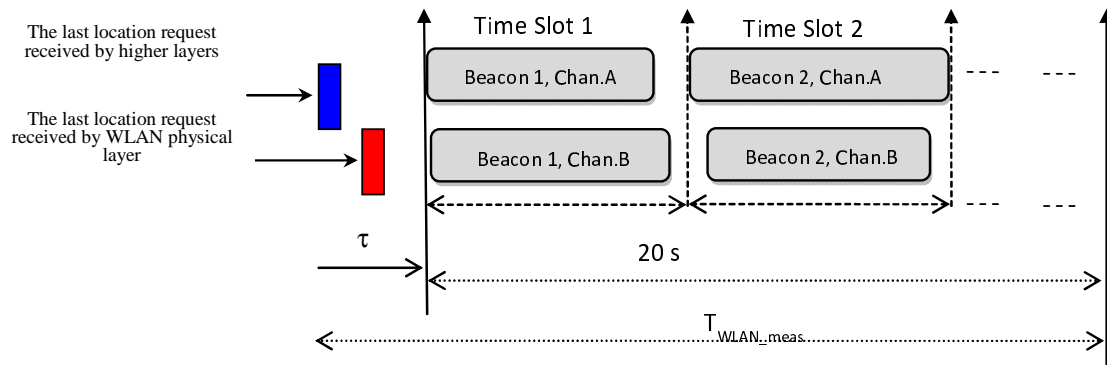 The last location request
received by higher layers
The last location request
received by WLAN physical
layer
Time Slot 1
Time Slot 2
Beacon 1, Chan.A
Beacon 2, Chan.A
Beacon 1, Chan.B
Beacon 2, Chan.B
τ
20 s
TWLAN_meas